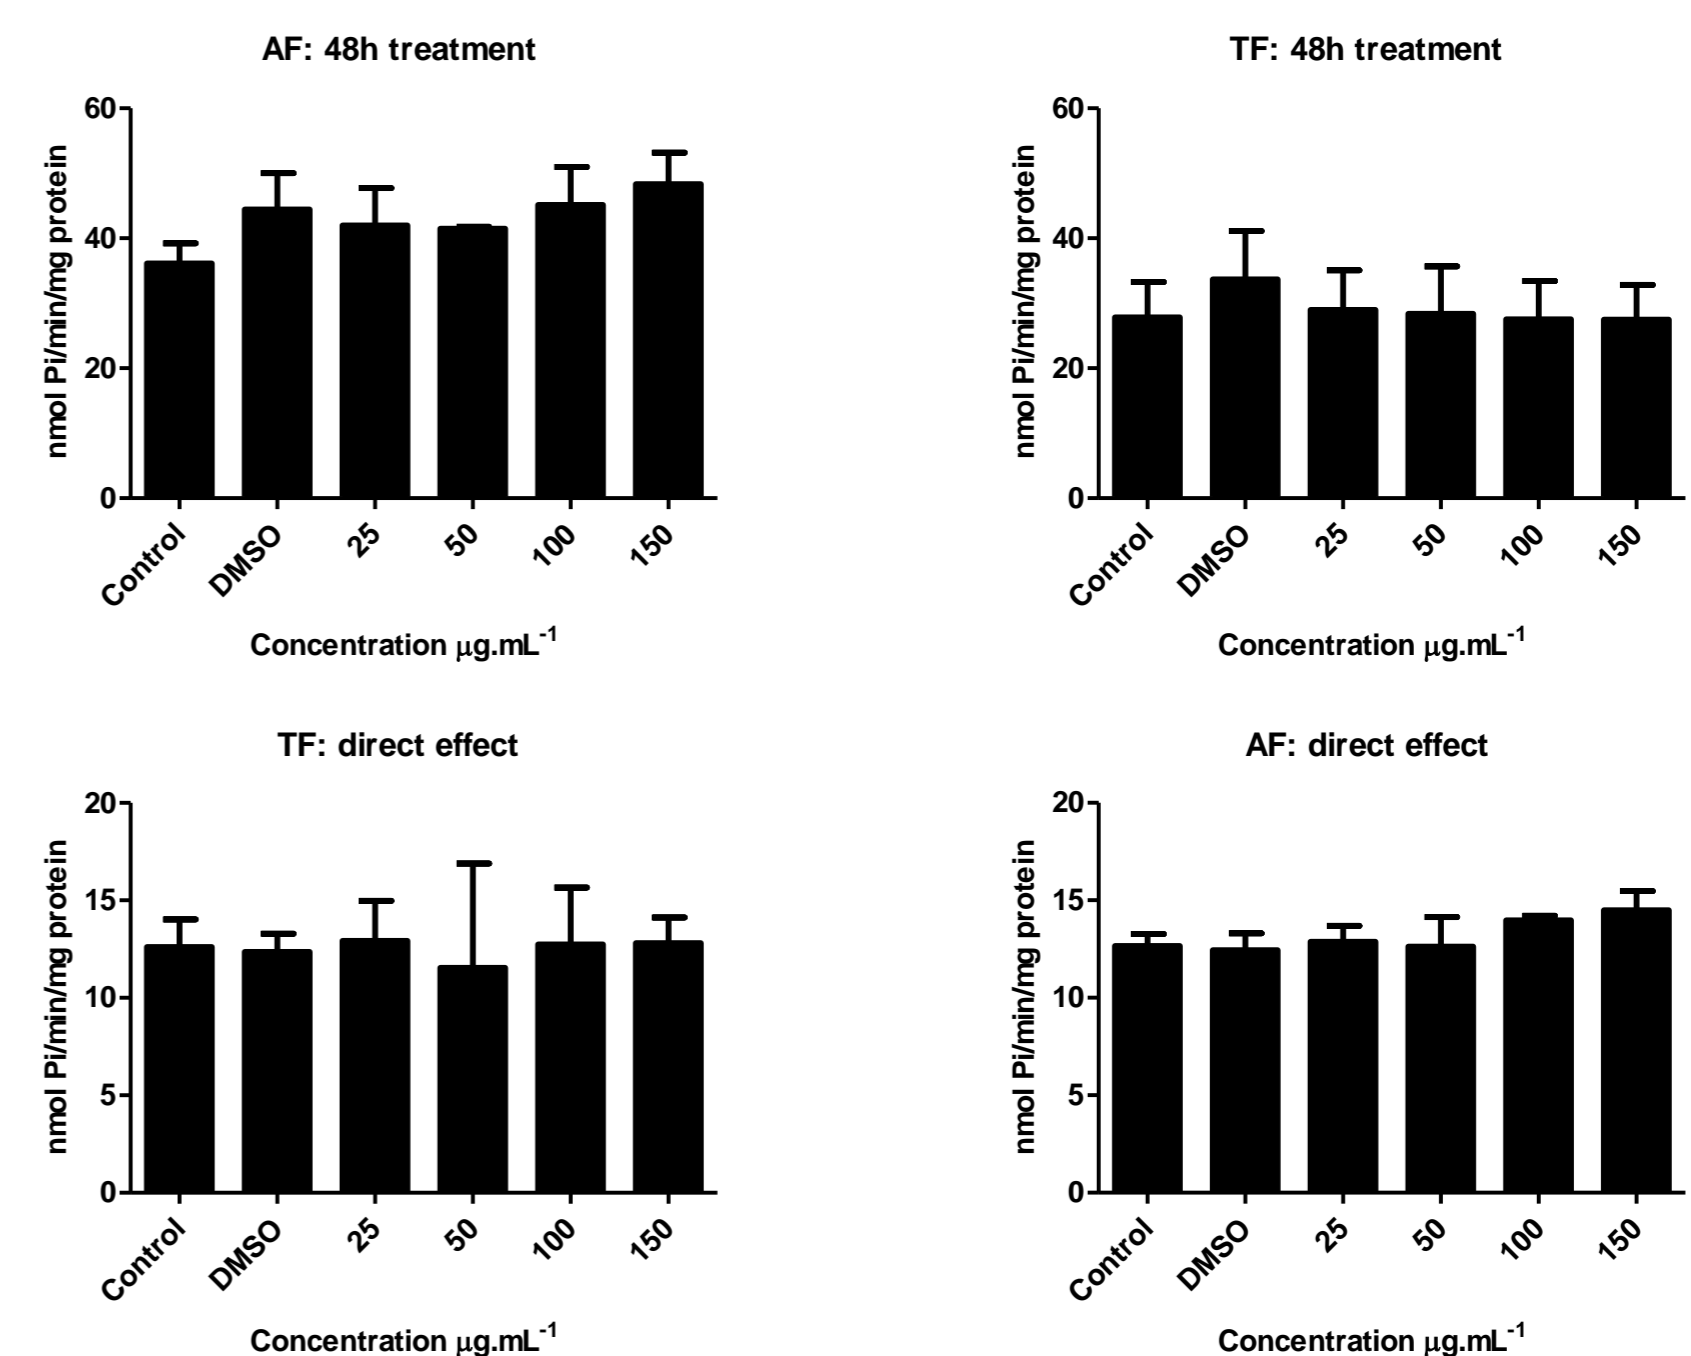 AF: 48h treatment
nmol Pi/min/mg protein
60
40
20
0
Control DMSO 25 50 100 150
Concentration μg.mL⁻¹
TF: 48h treatment
nmol Pi/min/mg protein
60
40
20
0
Control DMSO 25 50 100 150
Concentration μg.mL⁻¹
TF: direct effect
nmol Pi/min/mg protein
20
15
10
5
0
Control DMSO 25 50 100 150
Concentration μg.mL⁻¹
AF: direct effect
nmol Pi/min/mg protein
20
15
10
5
0
Control DMSO 25 50 100 150
Concentration μg.mL⁻¹